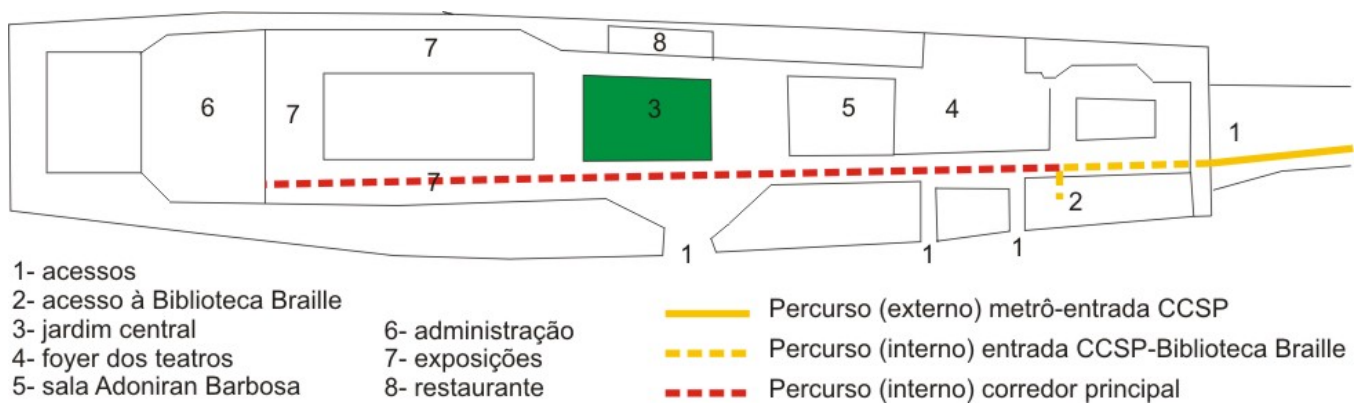 7
8
6
7
3
5
4
1
7
2
1
1
1
1- acessos
2- acesso à Biblioteca Braille
3- jardim central
4- foyer dos teatros
5- sala Adoniran Barbosa
6- administração
7- exposições
8- restaurante
Percurso (externo) metrô-entrada CCSP
Percurso (interno) entrada CCSP-Biblioteca Braille
Percurso (interno) corredor principal